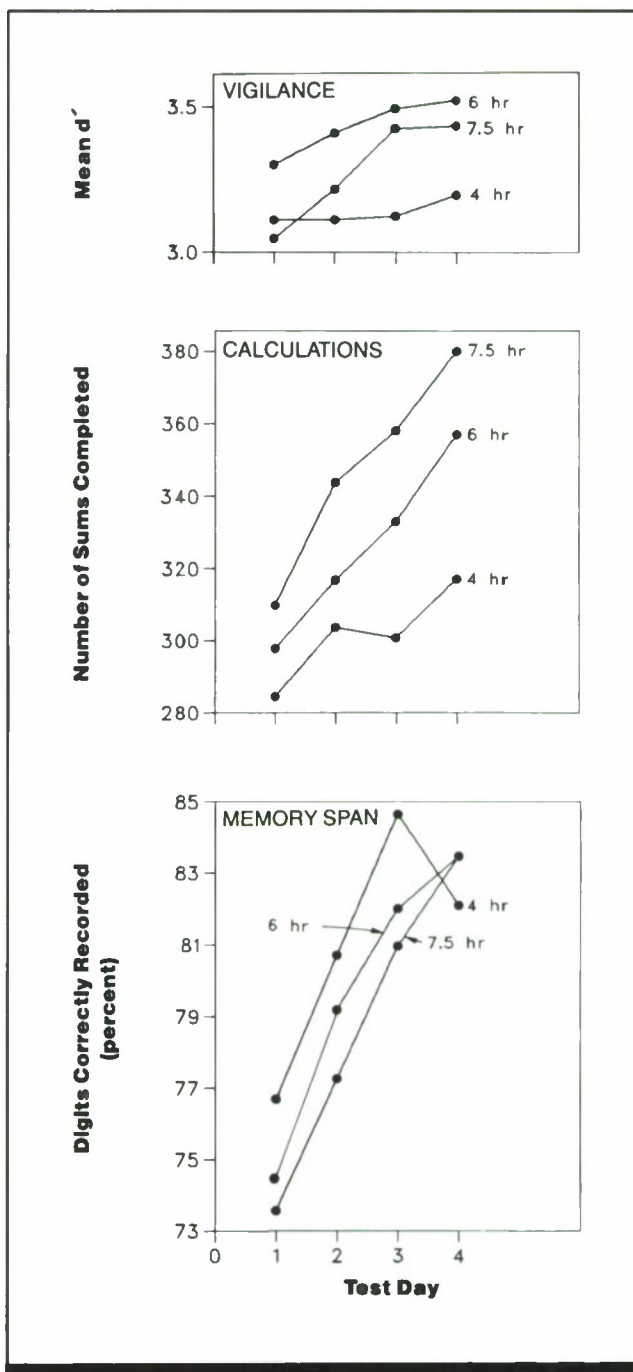 VIGILANCE
Mean d´
3.5
3.0
6 hr
7.5 hr
4 hr
CALCULATIONS
Number of Sums Completed
380
360
340
320
300
280
7.5 hr
6 hr
4 hr
MEMORY SPAN
Digits Correctly Recorded
(percent)
85
83
81
79
77
75
73
4 hr
6 hr
7.5 hr
0 1 2 3 4
Test Day